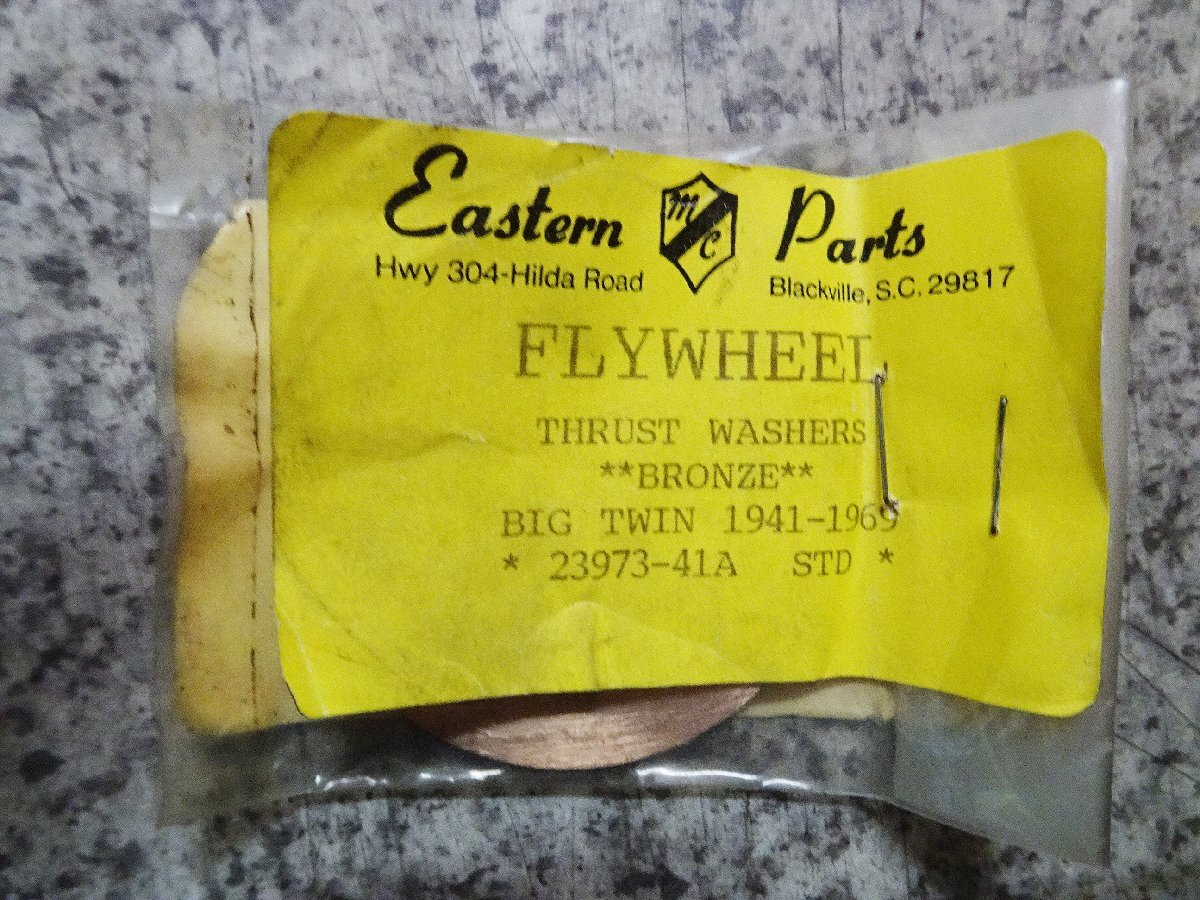 Eastern MC Parts
Hwy 304-Hilda Road Blackville, S.C. 29817
FLYWHEEL
THRUST WASHERS
**BRONZE**
BIG TWIN 1941-1969
* 23973-41A STD *